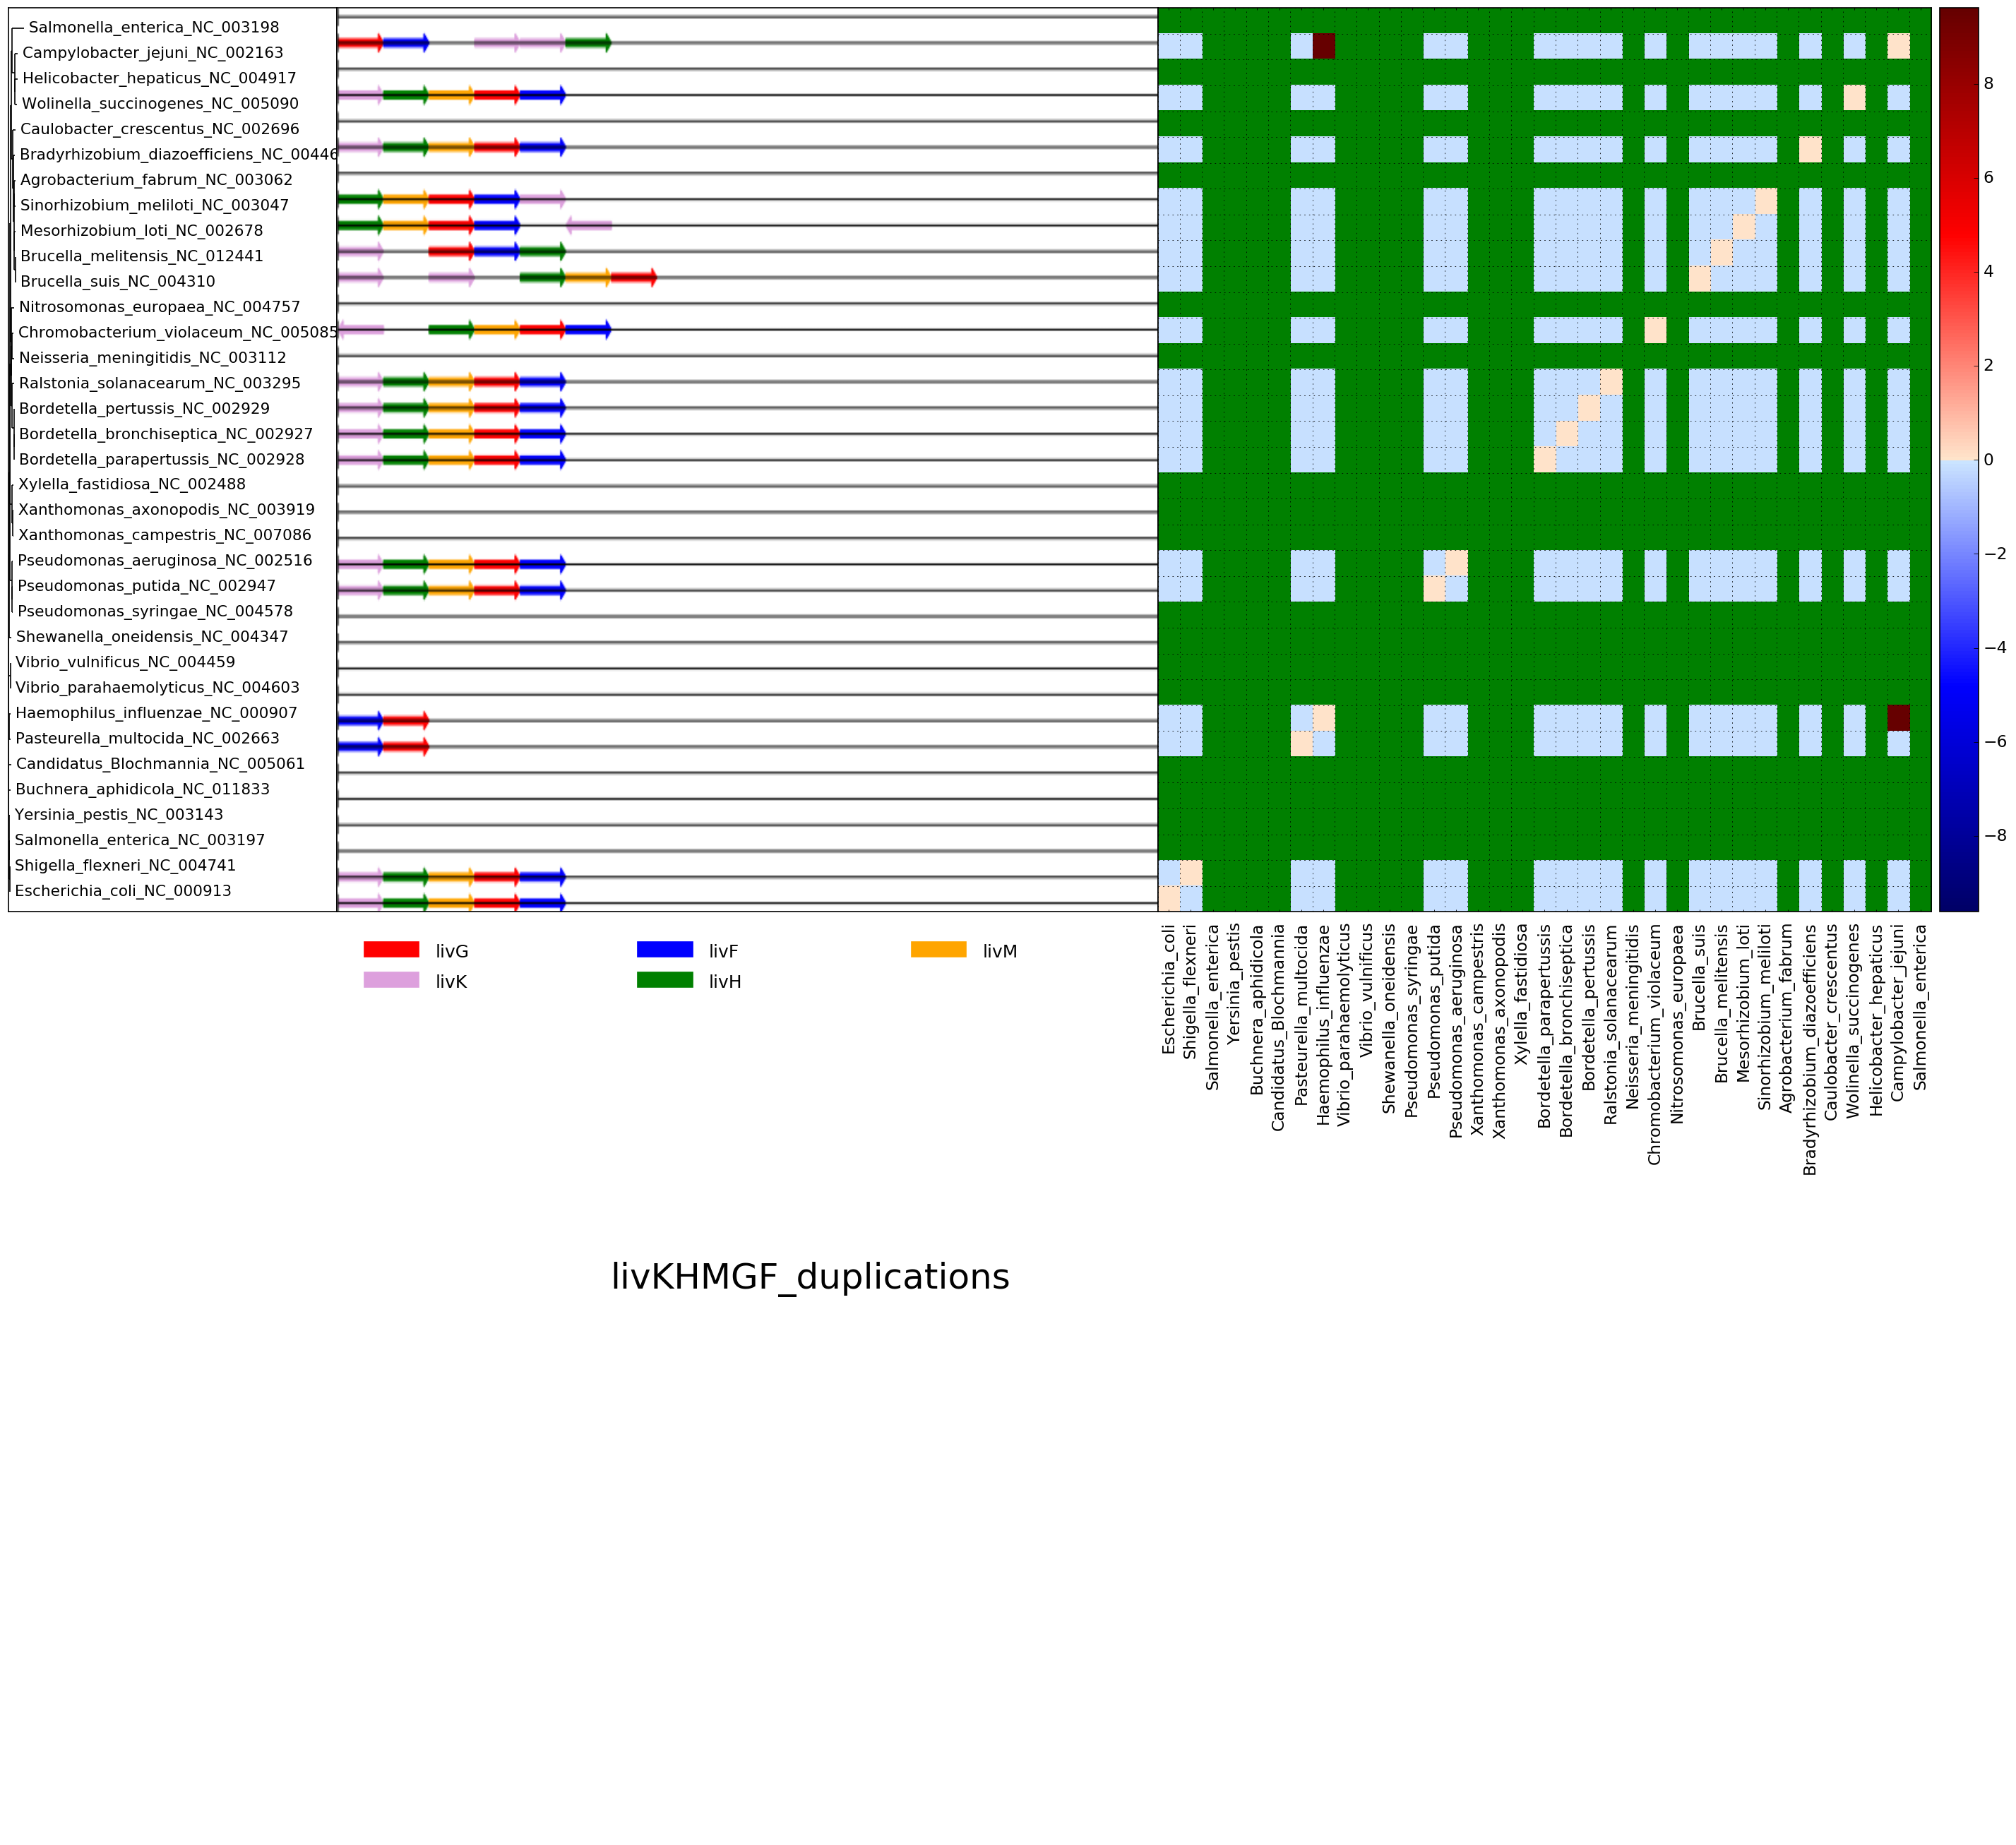 Salmonella_enterica_NC_003198
Campylobacter_jejuni_NC_002163
Helicobacter_hepaticus_NC_004917
Wolinella_succinogenes_NC_005090
Caulobacter_crescentus_NC_002696
Bradyrhizobium_diazoefficiens_NC_00446
Agrobacterium_fabrum_NC_003062
Sinorhizobium_meliloti_NC_003047
Mesorhizobium_loti_NC_002678
Brucella_melitensis_NC_012441
Brucella_suis_NC_004310
Nitrosomonas_europaea_NC_004757
Chromobacterium_violaceum_NC_005085
Neisseria_meningitidis_NC_003112
Ralstonia_solanacearum_NC_003295
Bordetella_pertussis_NC_002929
Bordetella_bronchiseptica_NC_002927
Bordetella_parapertussis_NC_002928
Xylella_fastidiosa_NC_002488
Xanthomonas_axonopodis_NC_003919
Xanthomonas_campestris_NC_007086
Pseudomonas_aeruginosa_NC_002516
Pseudomonas_putida_NC_002947
Pseudomonas_syringae_NC_004578
Shewanella_oneidensis_NC_004347
Vibrio_vulnificus_NC_004459
Vibrio_parahaemolyticus_NC_004603
Haemophilus_influenzae_NC_000907
Pasteurella_multocida_NC_002663
Candidatus_Blochmannia_NC_005061
Buchnera_aphidicola_NC_011833
Yersinia_pestis_NC_003143
Salmonella_enterica_NC_003197
Shigella_flexneri_NC_004741
Escherichia_coli_NC_000913
8
6
4
2
0
−2
−4
−6
−8
livG
livF
livM
livK
livH
Escherichia_coli
Shigella_flexneri
Salmonella_enterica
Yersinia_pestis
Buchnera_aphidicola
Candidatus_Blochmannia
Pasteurella_multocida
Haemophilus_influenzae
Vibrio_parahaemolyticus
Vibrio_vulnificus
Shewanella_oneidensis
Pseudomonas_syringae
Pseudomonas_putida
Pseudomonas_aeruginosa
Xanthomonas_campestris
Xanthomonas_axonopodis
Xylella_fastidiosa
Bordetella_parapertussis
Bordetella_bronchiseptica
Bordetella_pertussis
Ralstonia_solanacearum
Neisseria_meningitidis
Chromobacterium_violaceum
Nitrosomonas_europaea
Brucella_suis
Brucella_melitensis
Mesorhizobium_loti
Sinorhizobium_meliloti
Agrobacterium_fabrum
Bradyrhizobium_diazoefficiens
Caulobacter_crescentus
Wolinella_succinogenes
Helicobacter_hepaticus
Campylobacter_jejuni
Salmonella_enterica
livKHMGF_duplications